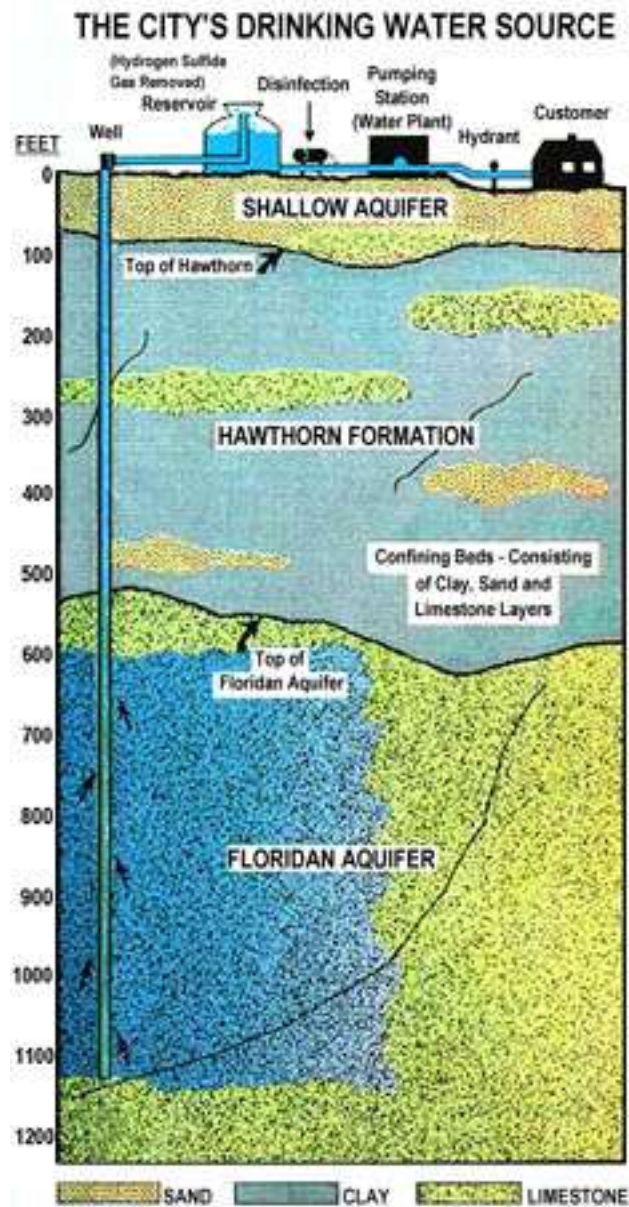 THE CITY'S DRINKING WATER SOURCE
(Hydrogen Sulfide
Gas Removed)
Reservoir
Disinfection
Pumping
Station
(Water Plant)
Hydrant
Customer
Well
FEET
0
SHALLOW AQUIFER
100
Top of Hawthorn
200
300
HAWTHORN FORMATION
400
500
Confining Beds - Consisting
of Clay, Sand and
Limestone Layers
600
Top of
Floridan Aquifer
700
800
FLORIDAN AQUIFER
900
1000
1100
1200
SAND
CLAY
LIMESTONE